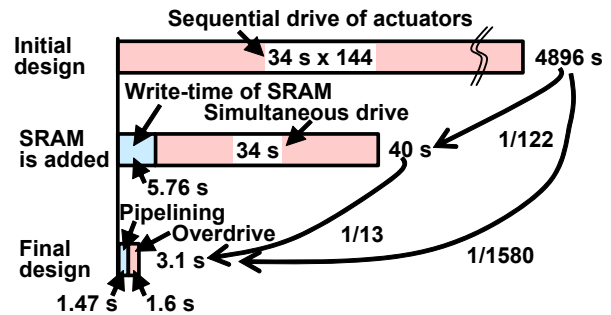 Sequential drive of actuators
Initial
design
34 s x 144
4896 s
Write-time of SRAM
Simultaneous drive
SRAM
is added
34 s
40 s
1/122
5.76 s
Pipelining
Overdrive
1/13
Final
design
3.1 s
1/1580
1.47 s
1.6 s